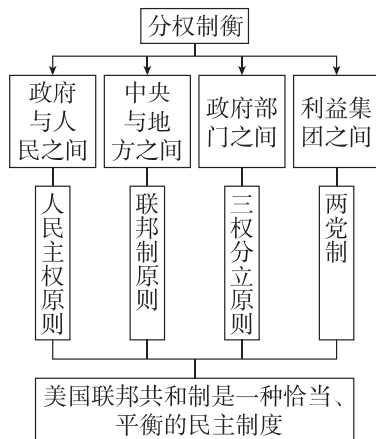 分权制衡
政府
与人
民之间
中央
与地
方之间
政府部
门之间
利益集
团之间
人民主权原则
联邦制原则
三权分立原则
两党制
美国联邦共和制是一种恰当、
平衡的民主制度